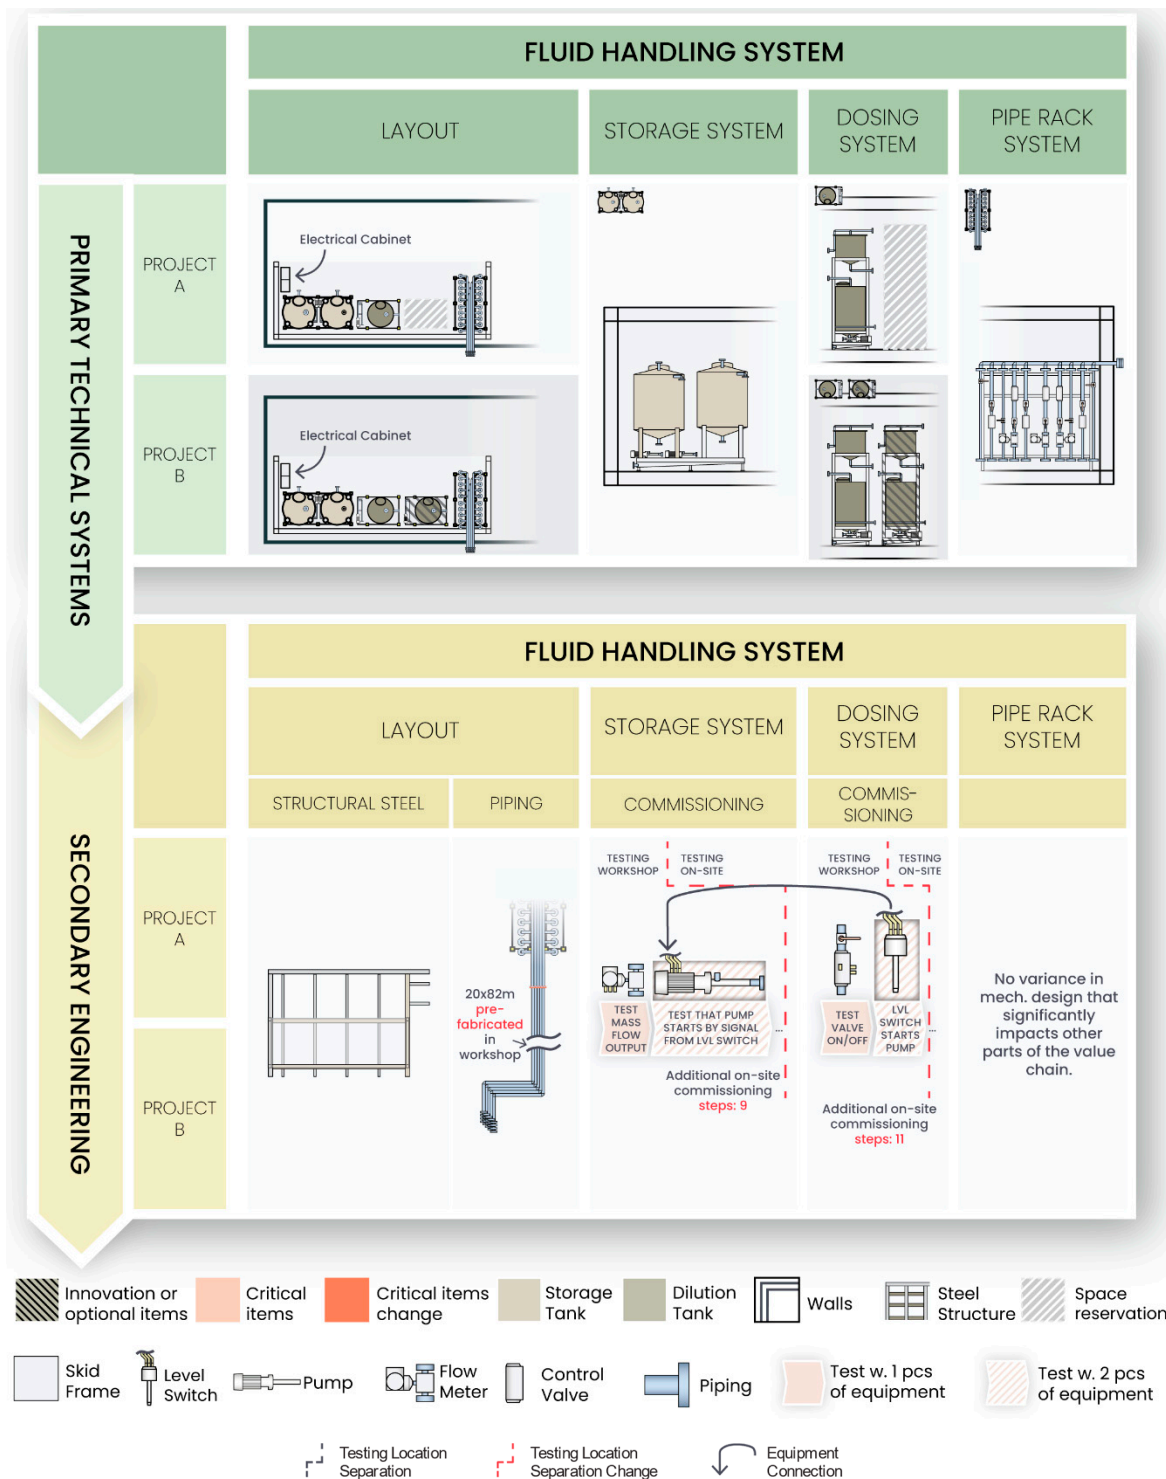 FLUID HANDLING SYSTEM
LAYOUT
STORAGE SYSTEM
DOSING
SYSTEM
PIPE RACK
SYSTEM
PRIMARY TECHNICAL SYSTEMS
PROJECT
A
Electrical Cabinet
PROJECT
B
Electrical Cabinet
FLUID HANDLING SYSTEM
LAYOUT
STORAGE SYSTEM
DOSING
SYSTEM
PIPE RACK
SYSTEM
STRUCTURAL STEEL
PIPING
COMMISSIONING
COMMIS-
SIONING
SECONDARY ENGINEERING
PROJECT
A
PROJECT
B
20x82m
pre-
fabricated
in
workshop
TESTING
WORKSHOP
TESTING
ON-SITE
TEST
MASS
FLOW
OUTPUT
TEST THAT PUMP
STARTS BY SIGNAL
FROM LVL SWITCH
...
Additional on-site
commissioning
steps: 9
TESTING
WORKSHOP
TESTING
ON-SITE
TEST
VALVE
ON/OFF
LVL
SWITCH
STARTS
PUMP
...
Additional on-site
commissioning
steps: 11
No variance in
mech. design that
significantly
impacts other
parts of the value
chain.
Innovation or
optional items
Critical
items
Critical items
change
Storage
Tank
Dilution
Tank
Walls
Steel
Structure
Space
reservation
Skid
Frame
Level
Switch
Pump
Flow
Meter
Control
Valve
Piping
Test w. 1 pcs
of equipment
Test w. 2 pcs
of equipment
Testing Location
Separation
Testing Location
Separation Change
Equipment
Connection